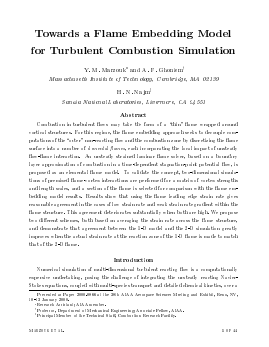 Towards a Flame Embedding Model
for Turbulent Combustion Simulation
Y. M. Marzouk* and A. F. Ghoniem†
Massachusetts Institute of Technology, Cambridge, MA 02139
H. N. Najm‡
Sandia National Laboratories, Livermore, CA 94551
Abstract
Combustion in turbulent flows may take the form of a "thin" flame wrapped around
vortical structures. For this regime, the flame embedding approach seeks to decouple com-
putations of the "outer" non-reacting flow and the combustion zone by discretizing the flame
surface into a number of elemental flames, each incorporating the local impact of unsteady
flow-flame interaction. An unsteady strained laminar flame solver, based on a boundary
layer approximation of combustion in a time-dependent stagnation-point potential flow, is
proposed as an elemental flame model. To validate the concept, two-dimensional simula-
tions of premixed flame-vortex interactions are performed for a matrix of vortex strengths
and length scales, and a section of the flame is selected for comparison with the flame em-
bedding model results. Results show that using the flame leading edge strain rate gives
reasonable agreement in the cases of low strain rate and weak strain rate gradient within the
flame structure. This agreement deteriorates substantially when both are high. We propose
two different schemes, both based on averaging the strain rate across the flame structure,
and demonstrate that agreement between the 1-D model and the 2-D simulation greatly
improves when the actual strain rate at the reaction zone of the 1-D flame is made to match
that of the 2-D flame.
Introduction
Numerical simulation of multi-dimensional turbulent reacting flow is a computationally
expensive undertaking, posing the challenge of integrating the unsteady reacting Navier-
Stokes equations, coupled with multi-species transport and detailed chemical kinetics, over a
Presented as Paper 2000-0866 at the 38th AIAA Aerospace Sciences Meeting and Exhibit, Reno, NV,
10-13 January 2000.
*Research Assistant, AIAA member.
†Professor, Department of Mechanical Engineering, Associate Fellow, AIAA.
‡Principal Member of the Technical Staff, Combustion Research Facility.
MARZOUK ET AL.
1 OF 44